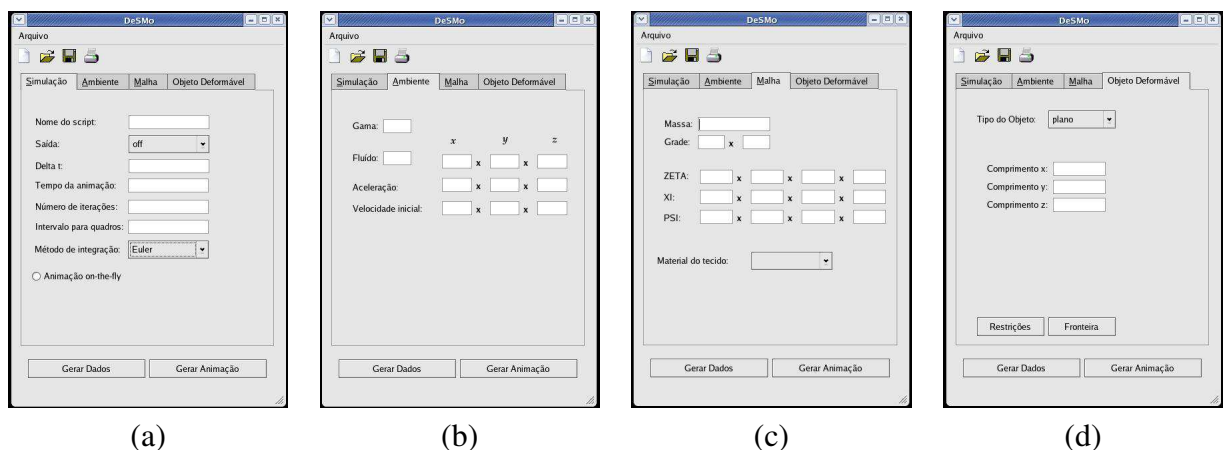 DeSMo
Arquivo
Simulação Ambiente Malha Objeto Deformável
Nome do script:
Saída: off
Delta t:
Tempo da animação:
Número de iterações:
Intervalo para quadros:
Método de integração: Euler
Animação on-the-fly
Gerar Dados Gerar Animação
(a)
DeSMo
Arquivo
Simulação Ambiente Malha Objeto Deformável
Gama:
x y z
Fluído: x x
Aceleração: x x
Velocidade inicial: x x
Gerar Dados Gerar Animação
(b)
DeSMo
Arquivo
Simulação Ambiente Malha Objeto Deformável
Massa:
Grade: x
ZETA: x x x
XI: x x x
PSI: x x x
Material do tecido:
Gerar Dados Gerar Animação
(c)
DeSMo
Arquivo
Simulação Ambiente Malha Objeto Deformável
Tipo do Objeto: plano
Comprimento x:
Comprimento y:
Comprimento z:
Restrições Fronteira
Gerar Dados Gerar Animação
(d)